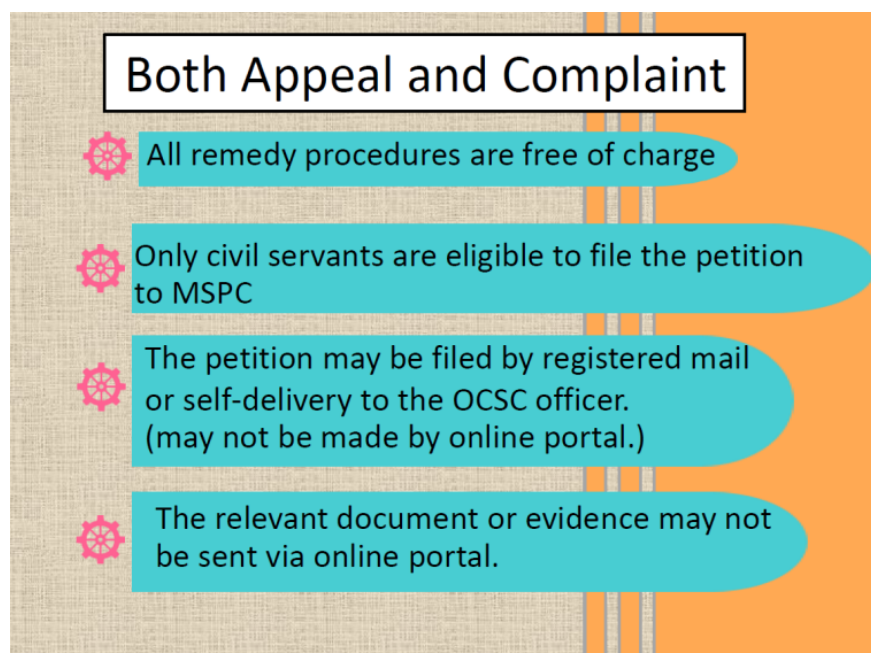 Both Appeal and Complaint
All remedy procedures are free of charge
Only civil servants are eligible to file the petition
to MSPC
The petition may be filed by registered mail
or self-delivery to the OCSC officer.
(may not be made by online portal.)
The relevant document or evidence may not
be sent via online portal.